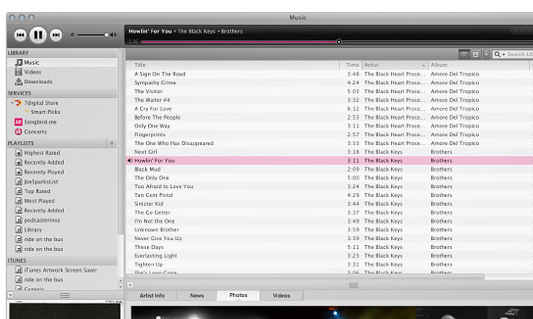 Music
Howlin' For You • The Black Keys • Brothers
LIBRARY
Music
Videos
Downloads
SERVICES
7digital Store
Smart Picks
Songbird.me
Concerts
PLAYLISTS
Highest Rated
Recently Added
Recently Played
JoeSparksList
Top Rated
Most Played
Recently Added
podcasterinos
Library
ride on the bus
ride on the bus
ITUNES
iTunes Artwork Screen Saver
ride on the bus
Genesis
Search Lib
Title Time Artist Album
A Sign On The Road 3:48 The Black Heart Proce... Amore Del Tropico
Sympathy Crime 4:24 The Black Heart Proce... Amore Del Tropico
The Visitor 5:03 The Black Heart Proce... Amore Del Tropico
The Waiter #4 3:32 The Black Heart Proce... Amore Del Tropico
A Cry For Love 6:12 The Black Heart Proce... Amore Del Tropico
Before The People 2:53 The Black Heart Proce... Amore Del Tropico
Only One Way 3:11 The Black Heart Proce... Amore Del Tropico
Fingerprints 2:57 The Black Heart Proce... Amore Del Tropico
The One Who Has Disappeared 3:33 The Black Heart Proce... Amore Del Tropico
Next Girl 3:18 The Black Keys Brothers
Howlin' For You 3:11 The Black Keys Brothers
Black Mud 2:09 The Black Keys Brothers
The Only One 5:00 The Black Keys Brothers
Too Afraid to Love You 3:24 The Black Keys Brothers
Ten Cent Pistol 4:29 The Black Keys Brothers
Sinister Kid 3:44 The Black Keys Brothers
The Go Getter 3:37 The Black Keys Brothers
I'm Not the One 3:49 The Black Keys Brothers
Unknown Brother 3:59 The Black Keys Brothers
Never Give You Up 3:39 The Black Keys Brothers
These Days 5:11 The Black Keys Brothers
Everlasting Light 3:23 The Black Keys Brothers
Tighten Up 3:31 The Black Keys Brothers
She's Long Gone 3:06 The Black Keys Brothers
Artist Info News Photos Videos